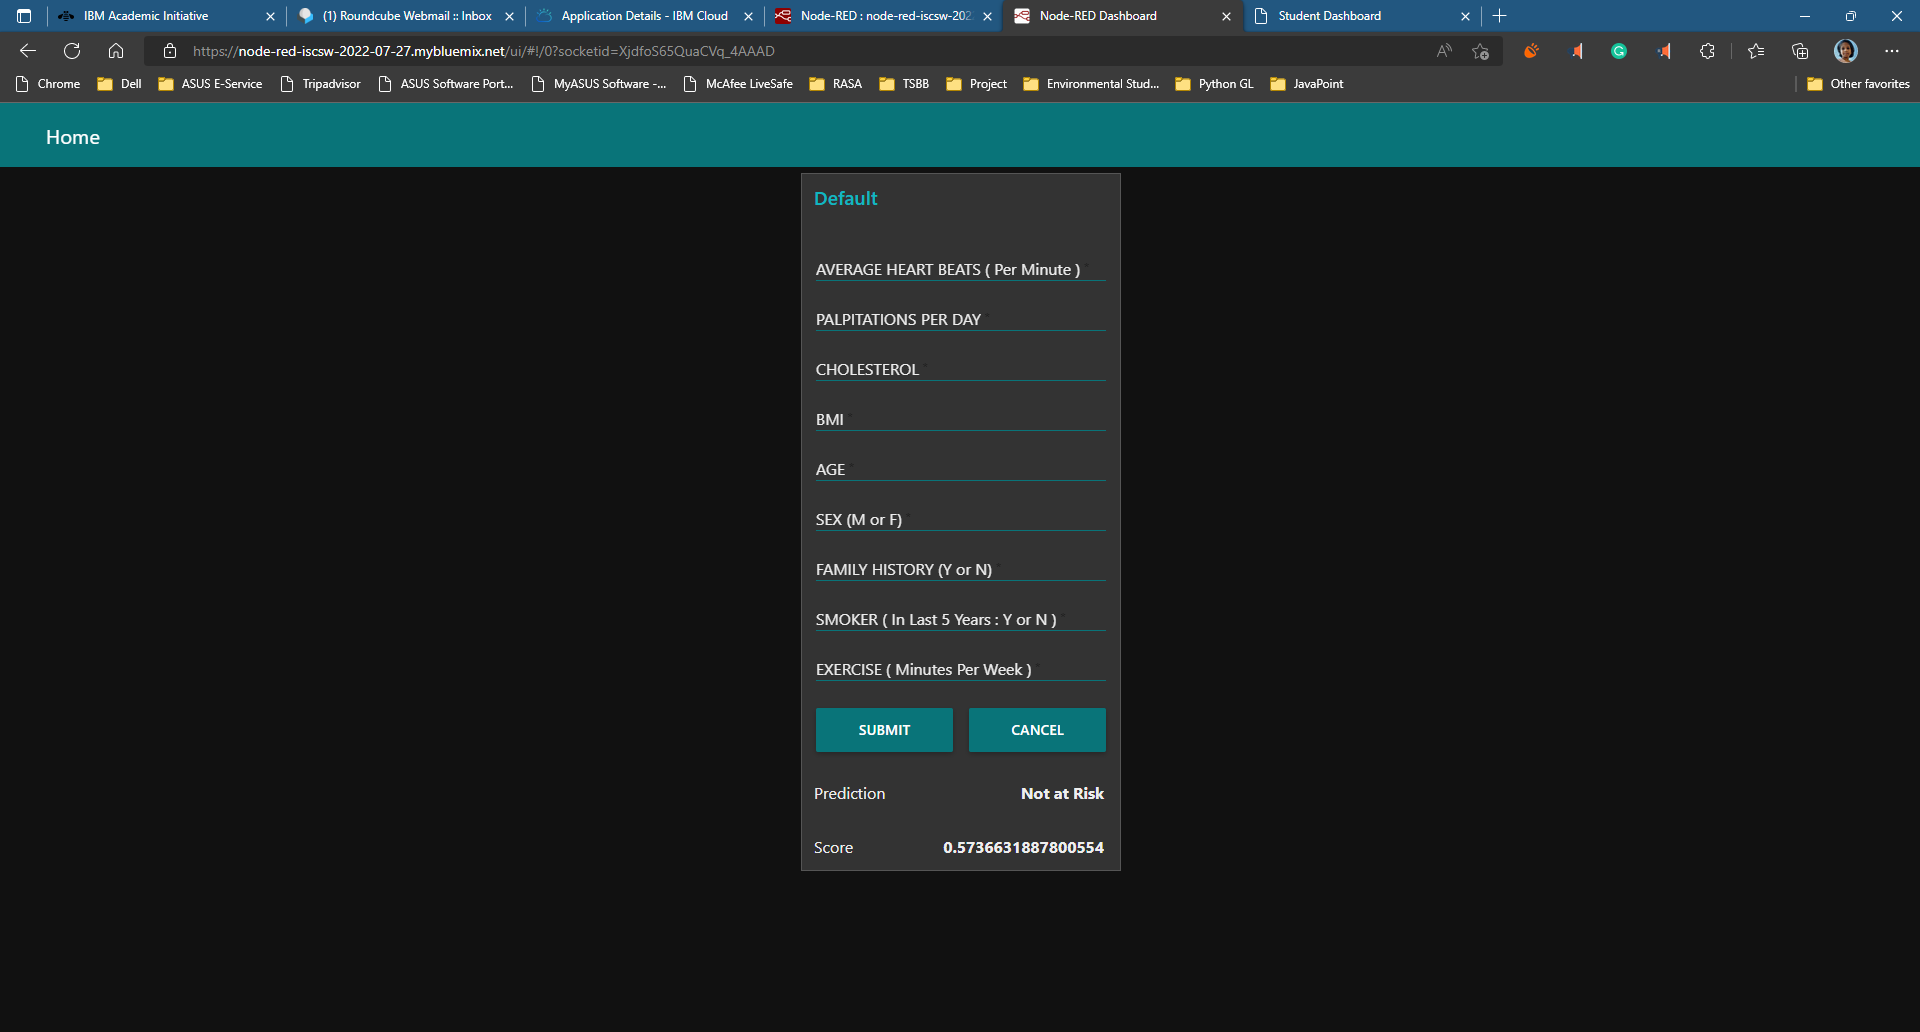 IBM Academic Initiative
(1) Roundcube Webmail :: Inbox
Application Details - IBM Cloud
Node-RED : node-red-iscsw-202
Node-RED Dashboard
Student Dashboard
https://node-red-iscsw-2022-07-27.mybluemix.net/ui/#!/0?socketid=XjdfoS65QuaCVq_4AAAD
Chrome
Dell
ASUS E-Service
Tripadvisor
ASUS Software Port...
MyASUS Software -...
McAfee LiveSafe
RASA
TSBB
Project
Environmental Stud...
Python GL
JavaPoint
Other favorites
Home
Default
AVERAGE HEART BEATS ( Per Minute ) *
PALPITATIONS PER DAY *
CHOLESTEROL *
BMI *
AGE *
SEX (M or F) *
FAMILY HISTORY (Y or N) *
SMOKER ( In Last 5 Years : Y or N ) *
EXERCISE ( Minutes Per Week ) *
SUBMIT
CANCEL
Prediction Not at Risk
Score 0.5736631887800554